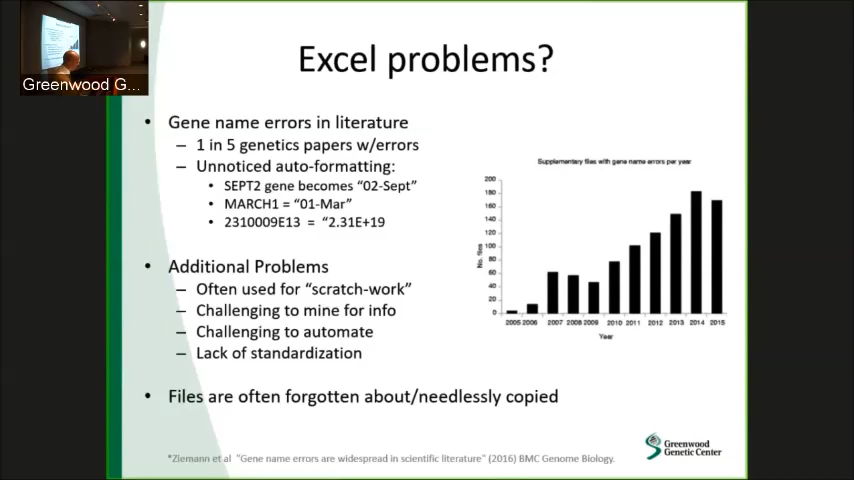 Greenwood G...
Excel problems?
• Gene name errors in literature
– 1 in 5 genetics papers w/errors
– Unnoticed auto-formatting:
• SEPT2 gene becomes “02-Sept”
• MARCH1 = “01-Mar”
• 2310009E13 = “2.31E+19
• Additional Problems
– Often used for “scratch-work”
– Challenging to mine for info
– Challenging to automate
– Lack of standardization
• Files are often forgotten about/needlessly copied
Supplementary files with gene name errors per year
No. files
200
180
160
140
120
100
80
60
40
20
0
2005 2006 2007 2008 2009 2010 2011 2012 2013 2014 2015
Year
*Ziemann et al "Gene name errors are widespread in scientific literature" (2016) BMC Genome Biology.
Greenwood
Genetic Center